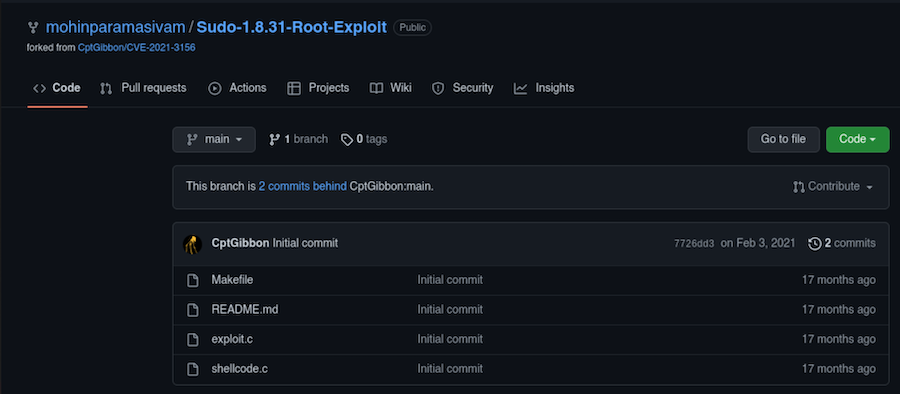 mohinparamasivam / Sudo-1.8.31-Root-Exploit Public
forked from CptGibbon/CVE-2021-3156
Code Pull requests Actions Projects Wiki Security Insights
main 1 branch 0 tags Go to file Code
This branch is 2 commits behind CptGibbon:main. Contribute
CptGibbon Initial commit 7726dd3 on Feb 3, 2021 2 commits
Makefile Initial commit 17 months ago
README.md Initial commit 17 months ago
exploit.c Initial commit 17 months ago
shellcode.c Initial commit 17 months ago